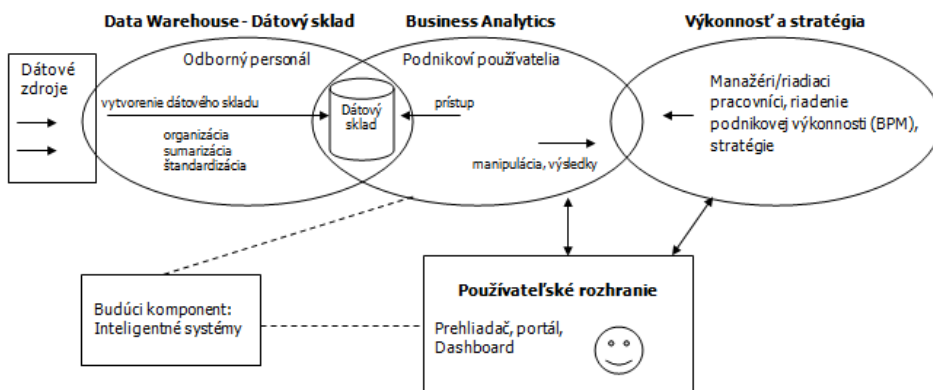 Data Warehouse - Dátový sklad
Business Analytics
Výkonnosť a stratégia
Dátové
zdroje
Odborný personál
vytvorenie dátového skladu
organizácia
sumarizácia
štandardizácia
Dátový
sklad
Podnikoví používatelia
prístup
manipulácia, výsledky
Manažéri/riadiaci
pracovníci, riadenie
podnikovej výkonnosti (BPM),
stratégie
Budúci komponent:
Inteligentné systémy
Používateľské rozhranie
Prehliadač, portál,
Dashboard